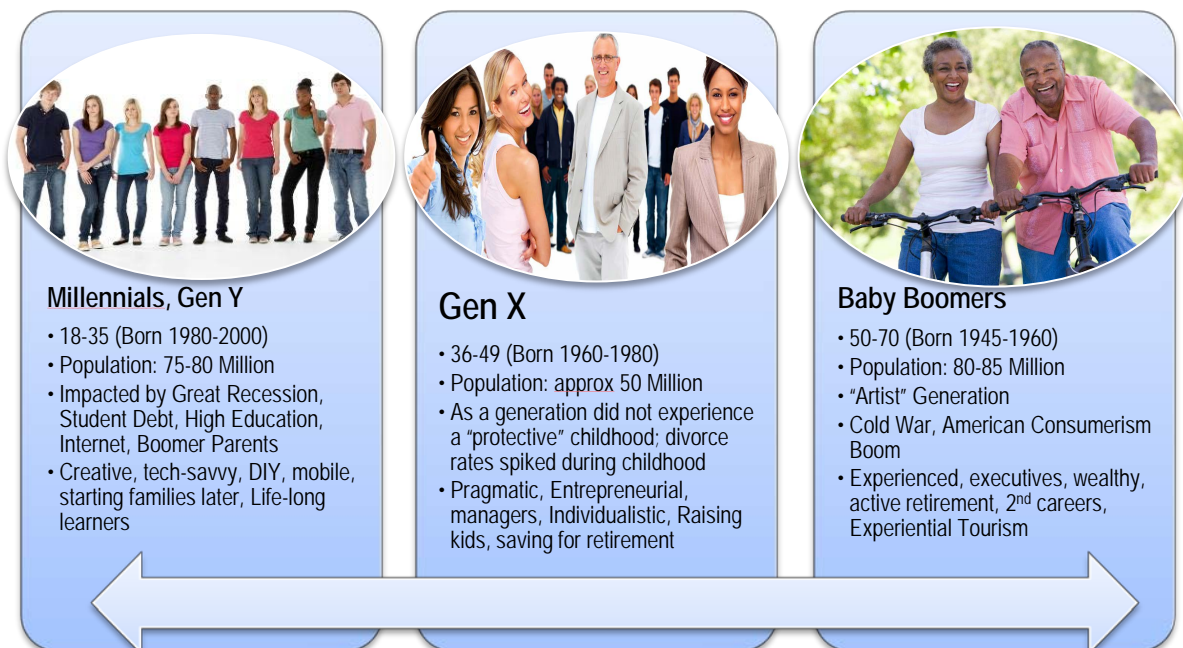 Millennials, Gen Y
• 18-35 (Born 1980-2000)
• Population: 75-80 Million
• Impacted by Great Recession,
Student Debt, High Education,
Internet, Boomer Parents
• Creative, tech-savvy, DIY, mobile,
starting families later, Life-long
learners
Gen X
• 36-49 (Born 1960-1980)
• Population: approx 50 Million
• As a generation did not experience
a “protective” childhood; divorce
rates spiked during childhood
• Pragmatic, Entrepreneurial,
managers, Individualistic, Raising
kids, saving for retirement
Baby Boomers
• 50-70 (Born 1945-1960)
• Population: 80-85 Million
• “Artist” Generation
• Cold War, American Consumerism
Boom
• Experienced, executives, wealthy,
active retirement, 2nd careers,
Experiential Tourism